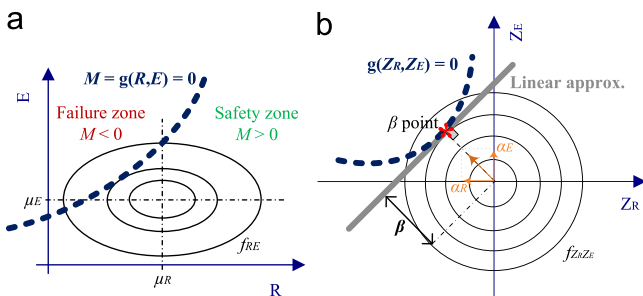 a
M = g(R,E) = 0
E
Failure zone
M < 0
Safety zone
M > 0
μE
fRE
μR
R
b
ZE
g(ZR,ZE) = 0
Linear approx.
β point
αE
αR
ZR
β
fZRZE